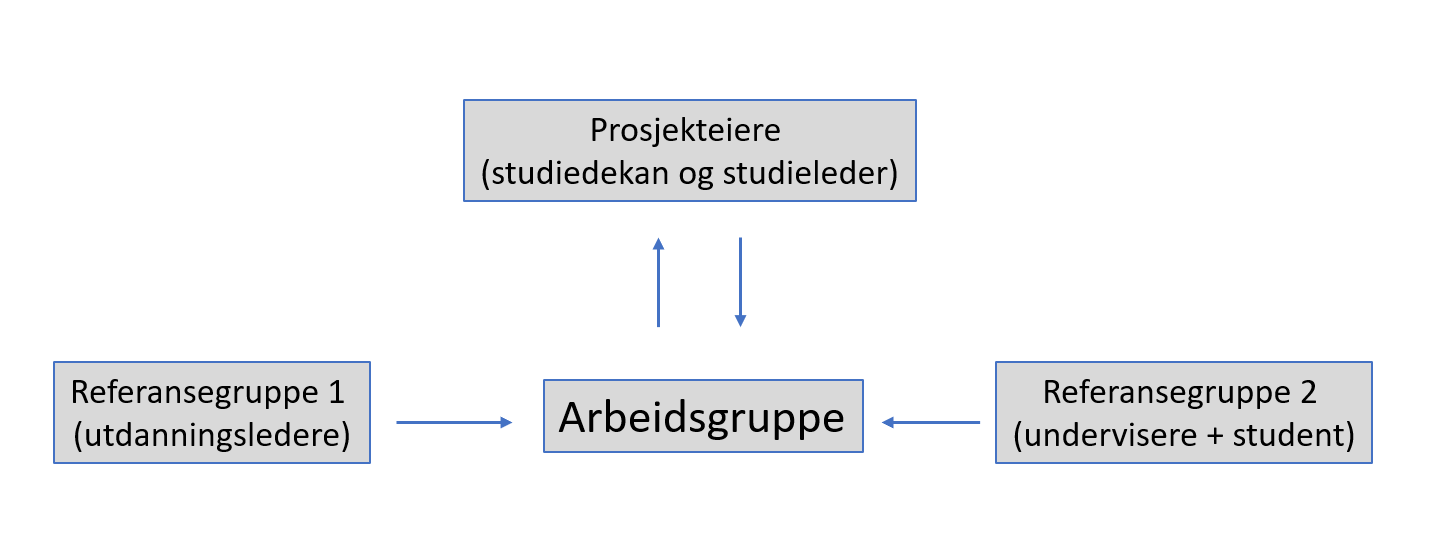 Prosjekteiere
(studiedekan og studieleder)
Referansegruppe 1
(utdanningsledere)
Arbeidsgruppe
Referansegruppe 2
(undervisere + student)